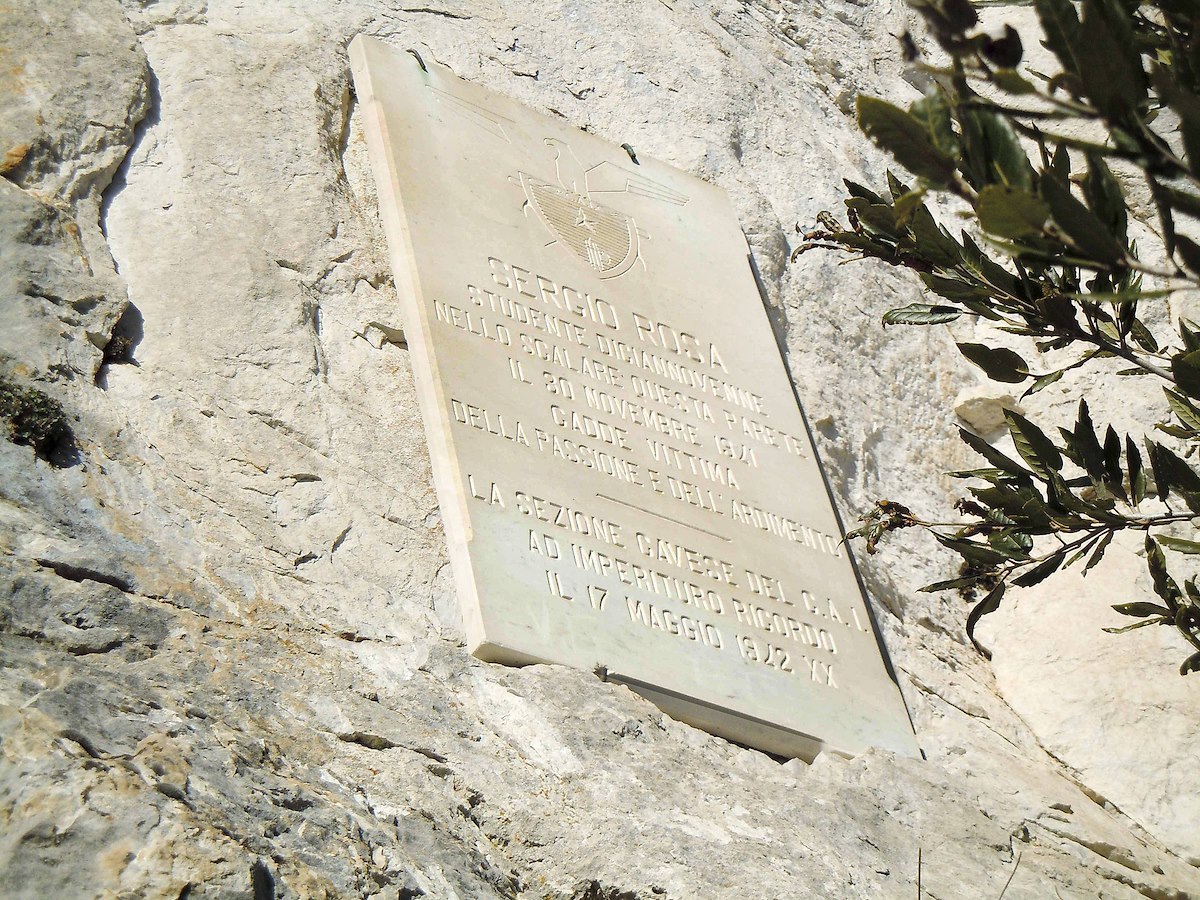 SERGIO ROSA
STUDENTE DICIANNOVENNE
NELLO SCALARE QUESTA PARETE
IL 30 NOVEMBRE 1941
CADDE VITTIMA
DELLA PASSIONE E DELL'ARDIMENTO
LA SEZIONE CAVESE DEL C.A.I.
AD IMPERITURO RICORDO
IL 17 MAGGIO 1942 XX